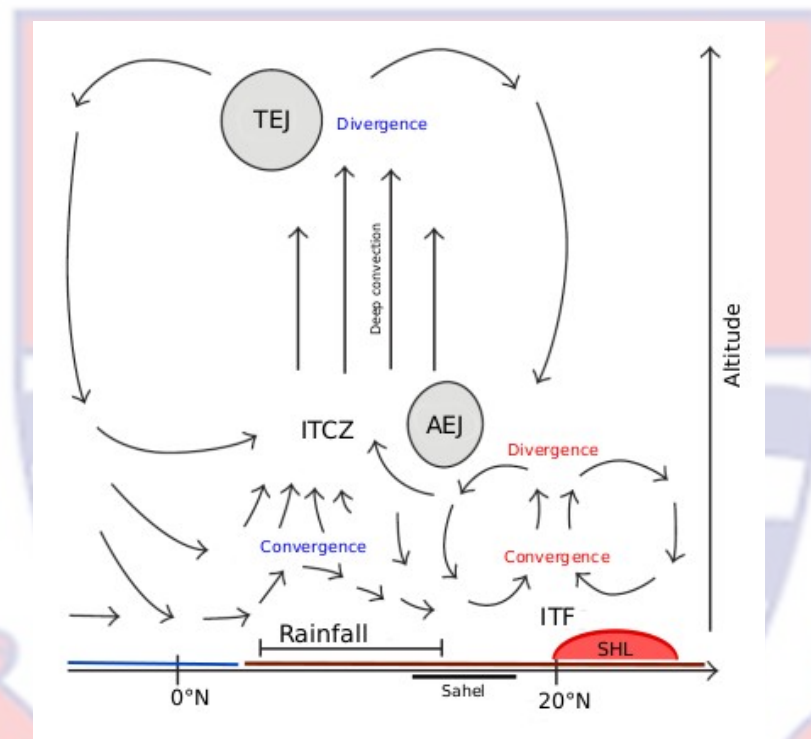 TEJ
Divergence
Deep convection
Altitude
ITCZ
AEJ
Divergence
Convergence
Convergence
ITF
Rainfall
SHL
Sahel
0°N
20°N